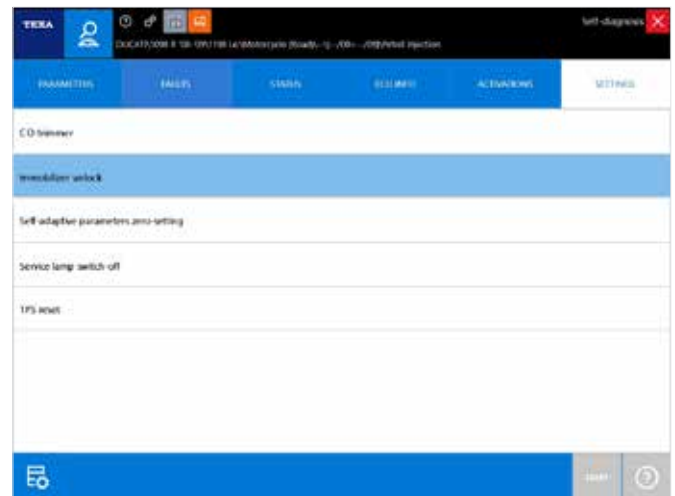 TEXA
Self-diagnosis
PARAMETERS FAULTS STATUS ECU INFO ACTIVATIONS SETTINGS
CO trimmer
Immobilizer unlock
Self-adaptive parameters zero-setting
Service lamp switch-off
TPS reset